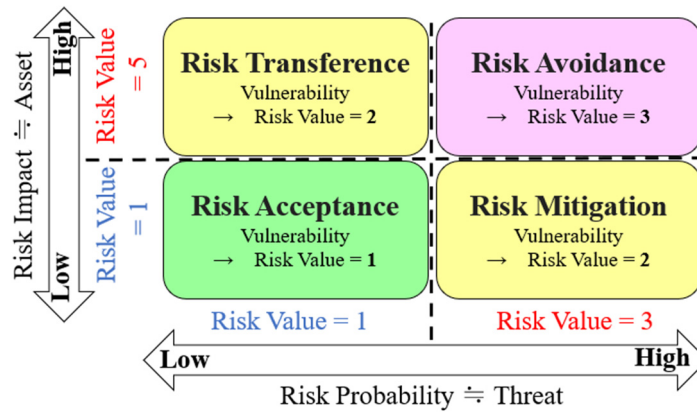 High
Low
Risk Impact ≒ Asset
Risk Value
= 5
Risk Value
= 1
Risk Transference
Vulnerability
→ Risk Value = 2
Risk Avoidance
Vulnerability
→ Risk Value = 3
Risk Acceptance
Vulnerability
→ Risk Value = 1
Risk Mitigation
Vulnerability
→ Risk Value = 2
Risk Value = 1
Risk Value = 3
Low
High
Risk Probability ≒ Threat